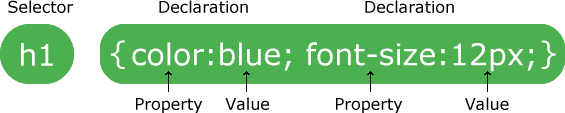 Selector Declaration Declaration
h1 {color:blue; font-size:12px;}
Property Value Property Value